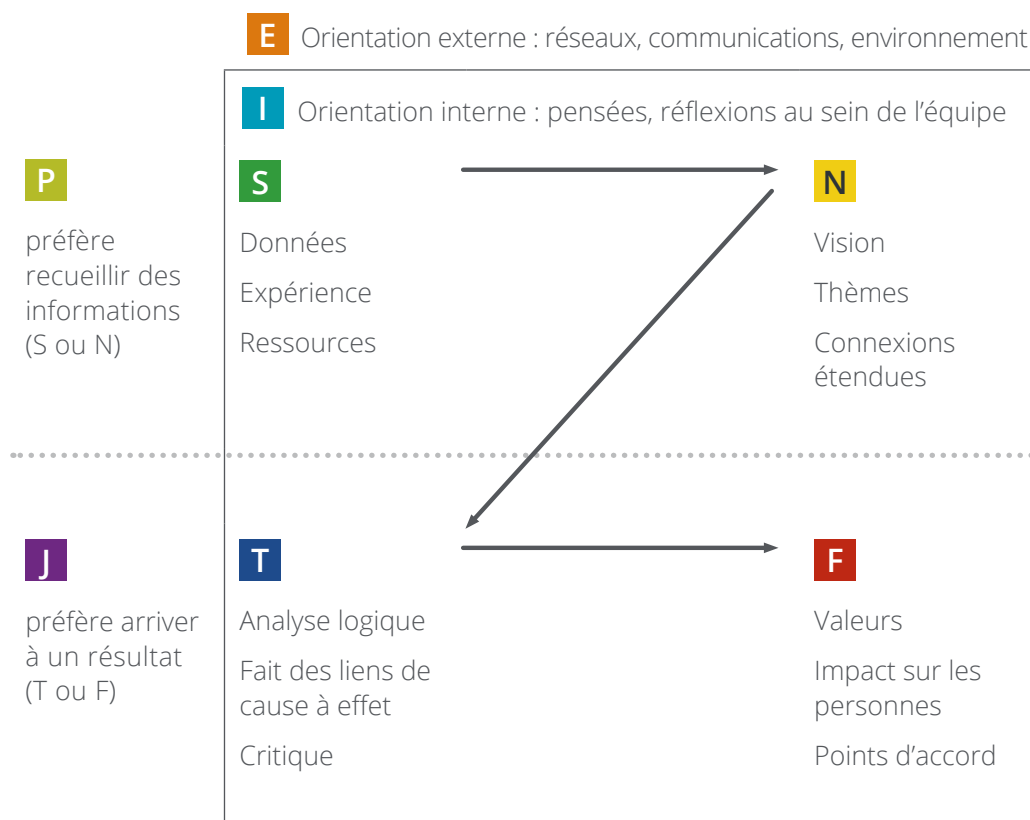 E Orientation externe : réseaux, communications, environnement
I Orientation interne : pensées, réflexions au sein de l’équipe
P
préfère
recueillir des
informations
(S ou N)
S
Données
Expérience
Ressources
N
Vision
Thèmes
Connexions
étendues
J
préfère arriver
à un résultat
(T ou F)
T
Analyse logique
Fait des liens de
cause à effet
Critique
F
Valeurs
Impact sur les
personnes
Points d’accord